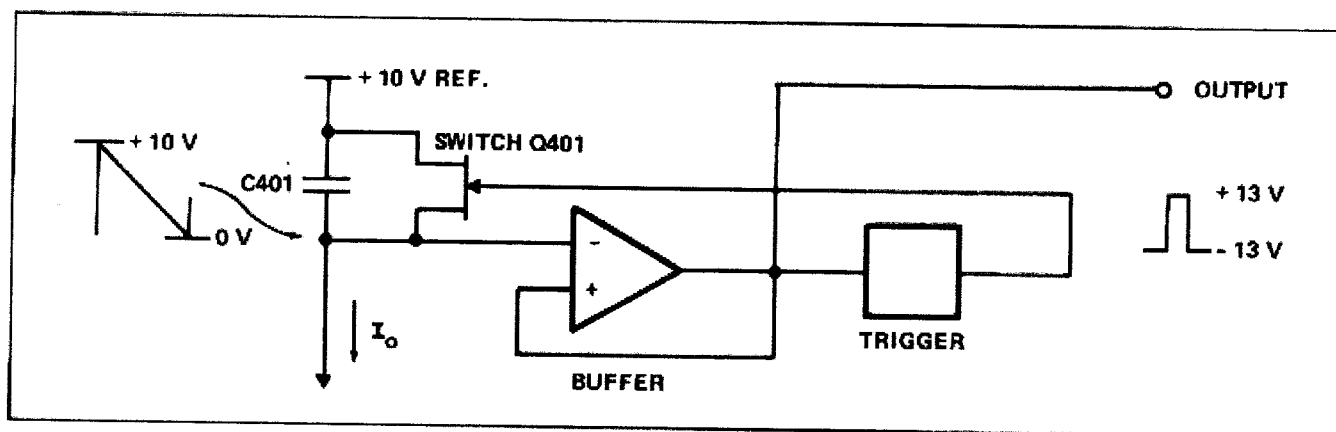 + 10 V REF.
OUTPUT
SWITCH Q401
+ 10 V
C401
+ 13 V
0 V
-
- 13 V
+
I₀
TRIGGER
BUFFER